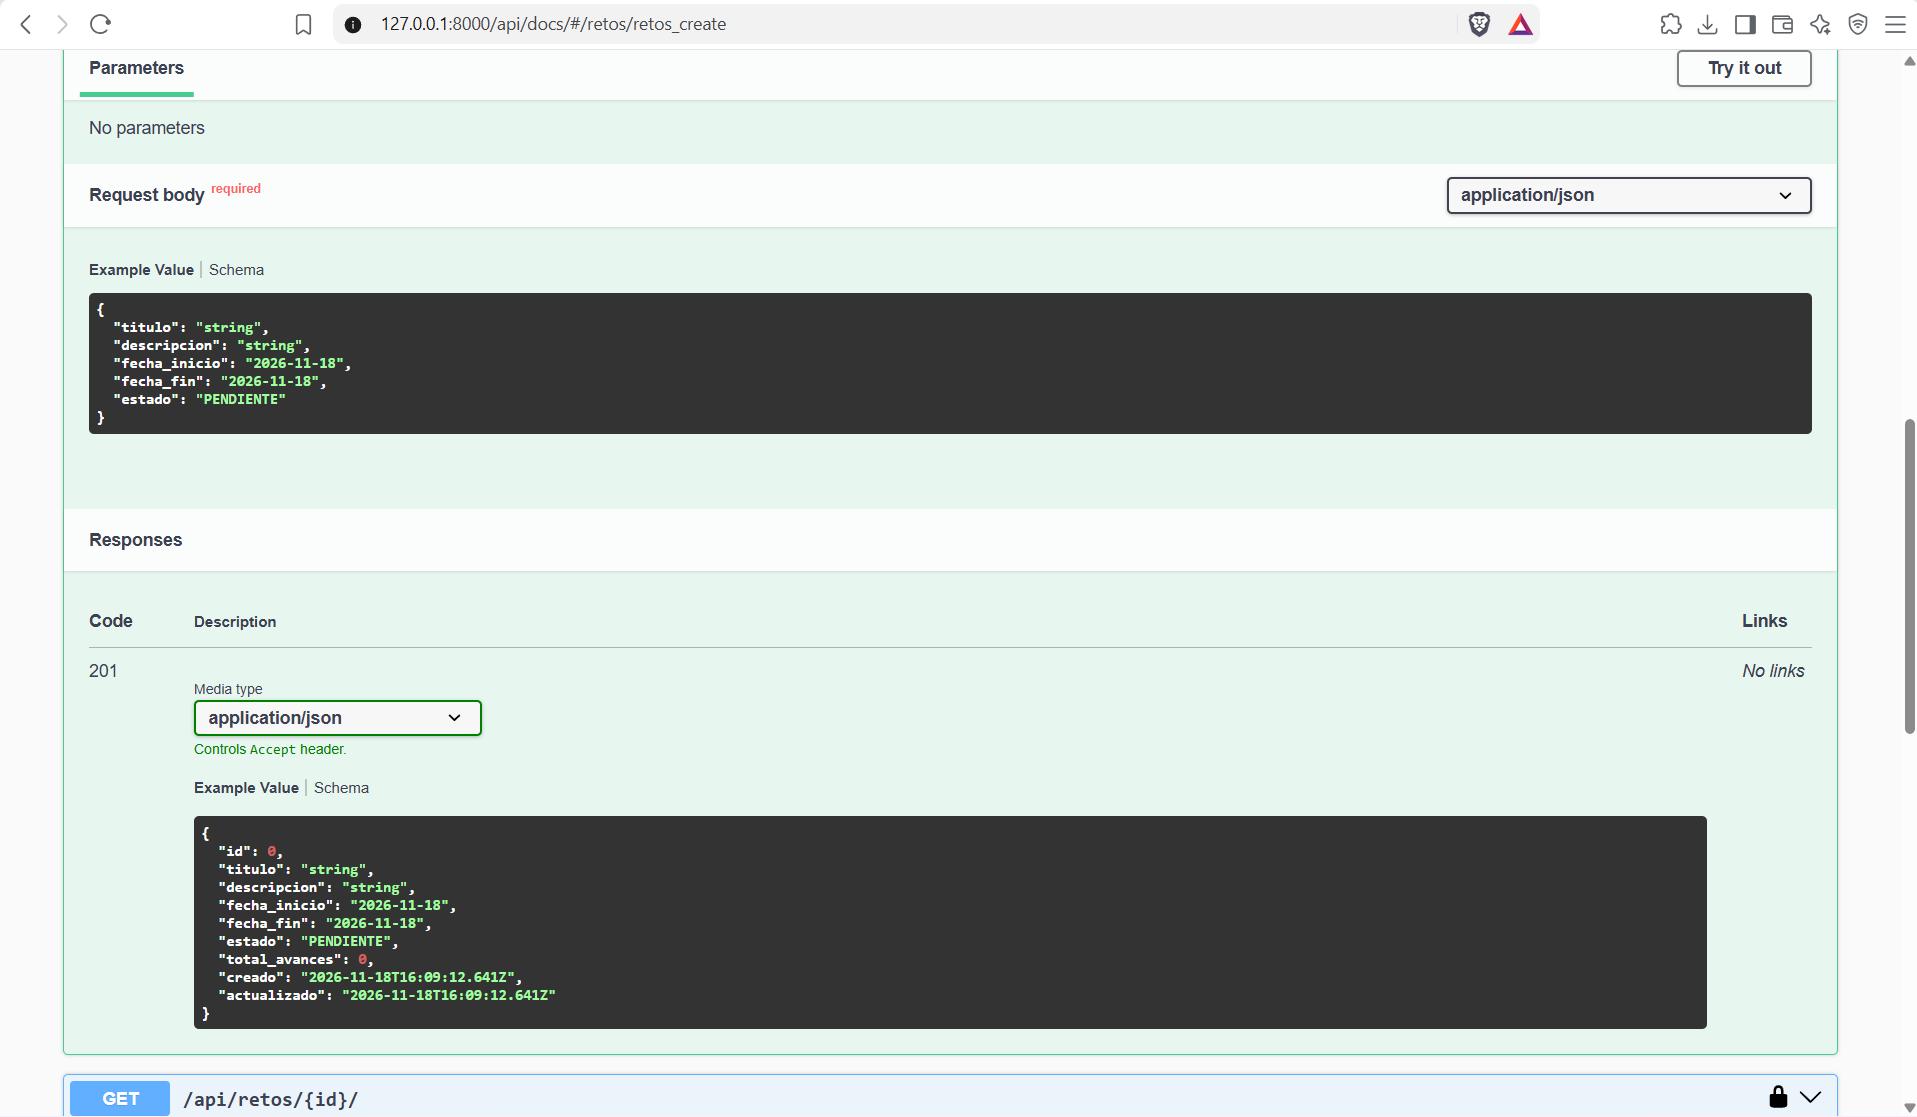 127.0.0.1:8000/api/docs/#/retos/retos_create
Parameters
Try it out
No parameters
Request body required
application/json
Example Value | Schema
{
  "titulo": "string",
  "descripcion": "string",
  "fecha_inicio": "2026-11-18",
  "fecha_fin": "2026-11-18",
  "estado": "PENDIENTE"
}
Responses
Code Description Links
201 No links
Media type
application/json
Controls Accept header.
Example Value | Schema
{
  "id": 0,
  "titulo": "string",
  "descripcion": "string",
  "fecha_inicio": "2026-11-18",
  "fecha_fin": "2026-11-18",
  "estado": "PENDIENTE",
  "total_avances": 0,
  "creado": "2026-11-18T16:09:12.641Z",
  "actualizado": "2026-11-18T16:09:12.641Z"
}
GET /api/retos/{id}/